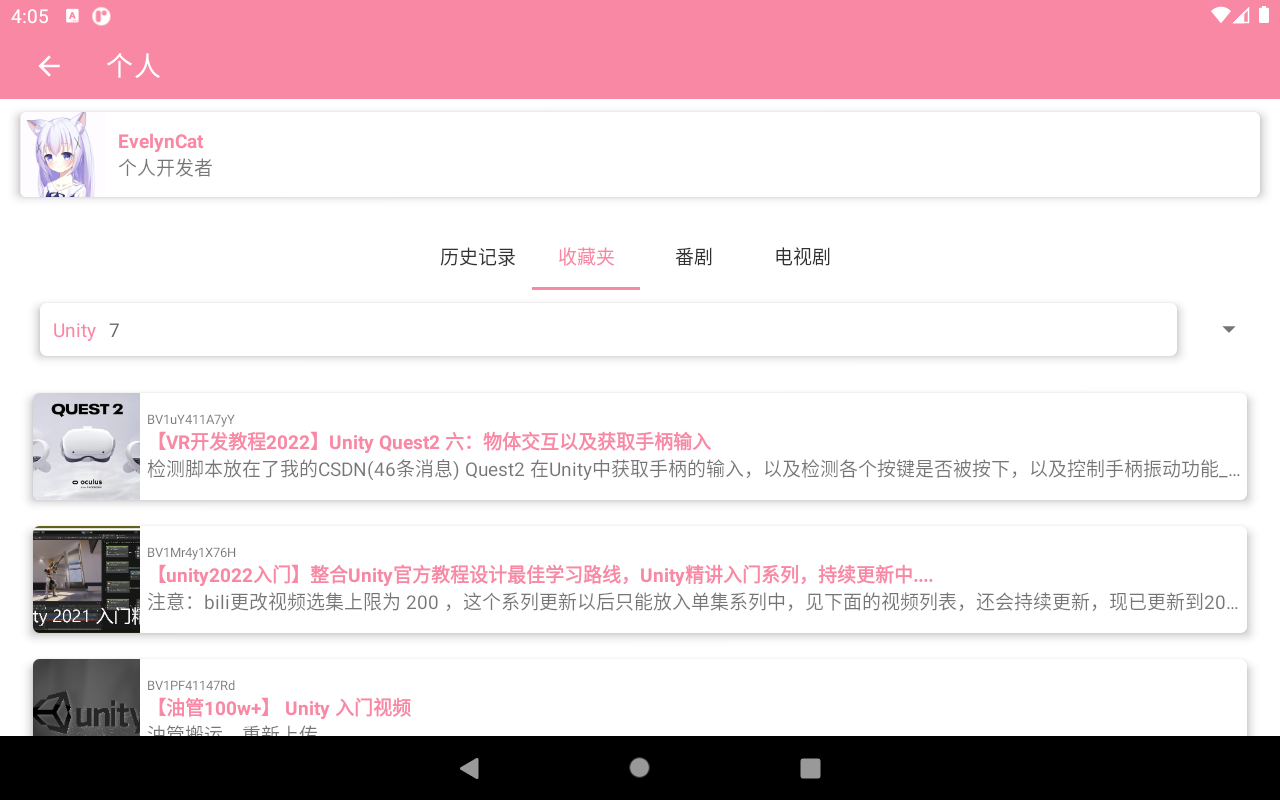 4:05
个人
EvelynCat
个人开发者
历史记录
收藏夹
番剧
电视剧
Unity 7
QUEST 2
oculus
BV1uY411A7yY
【VR开发教程2022】Unity Quest2 六：物体交互以及获取手柄输入
检测脚本放在了我的CSDN(46条消息) Quest2 在Unity中获取手柄的输入，以及检测各个按键是否被按下，以及控制手柄振动功能_...
ty 2021 入门精
BV1Mr4y1X76H
【unity2022入门】整合Unity官方教程设计最佳学习路线，Unity精讲入门系列，持续更新中....
注意：bili更改视频选集上限为 200 ，这个系列更新以后只能放入单集系列中，见下面的视频列表，还会持续更新，现已更新到20...
unity
BV1PF41147Rd
【油管100w+】 Unity 入门视频
油管搬运，重新上传